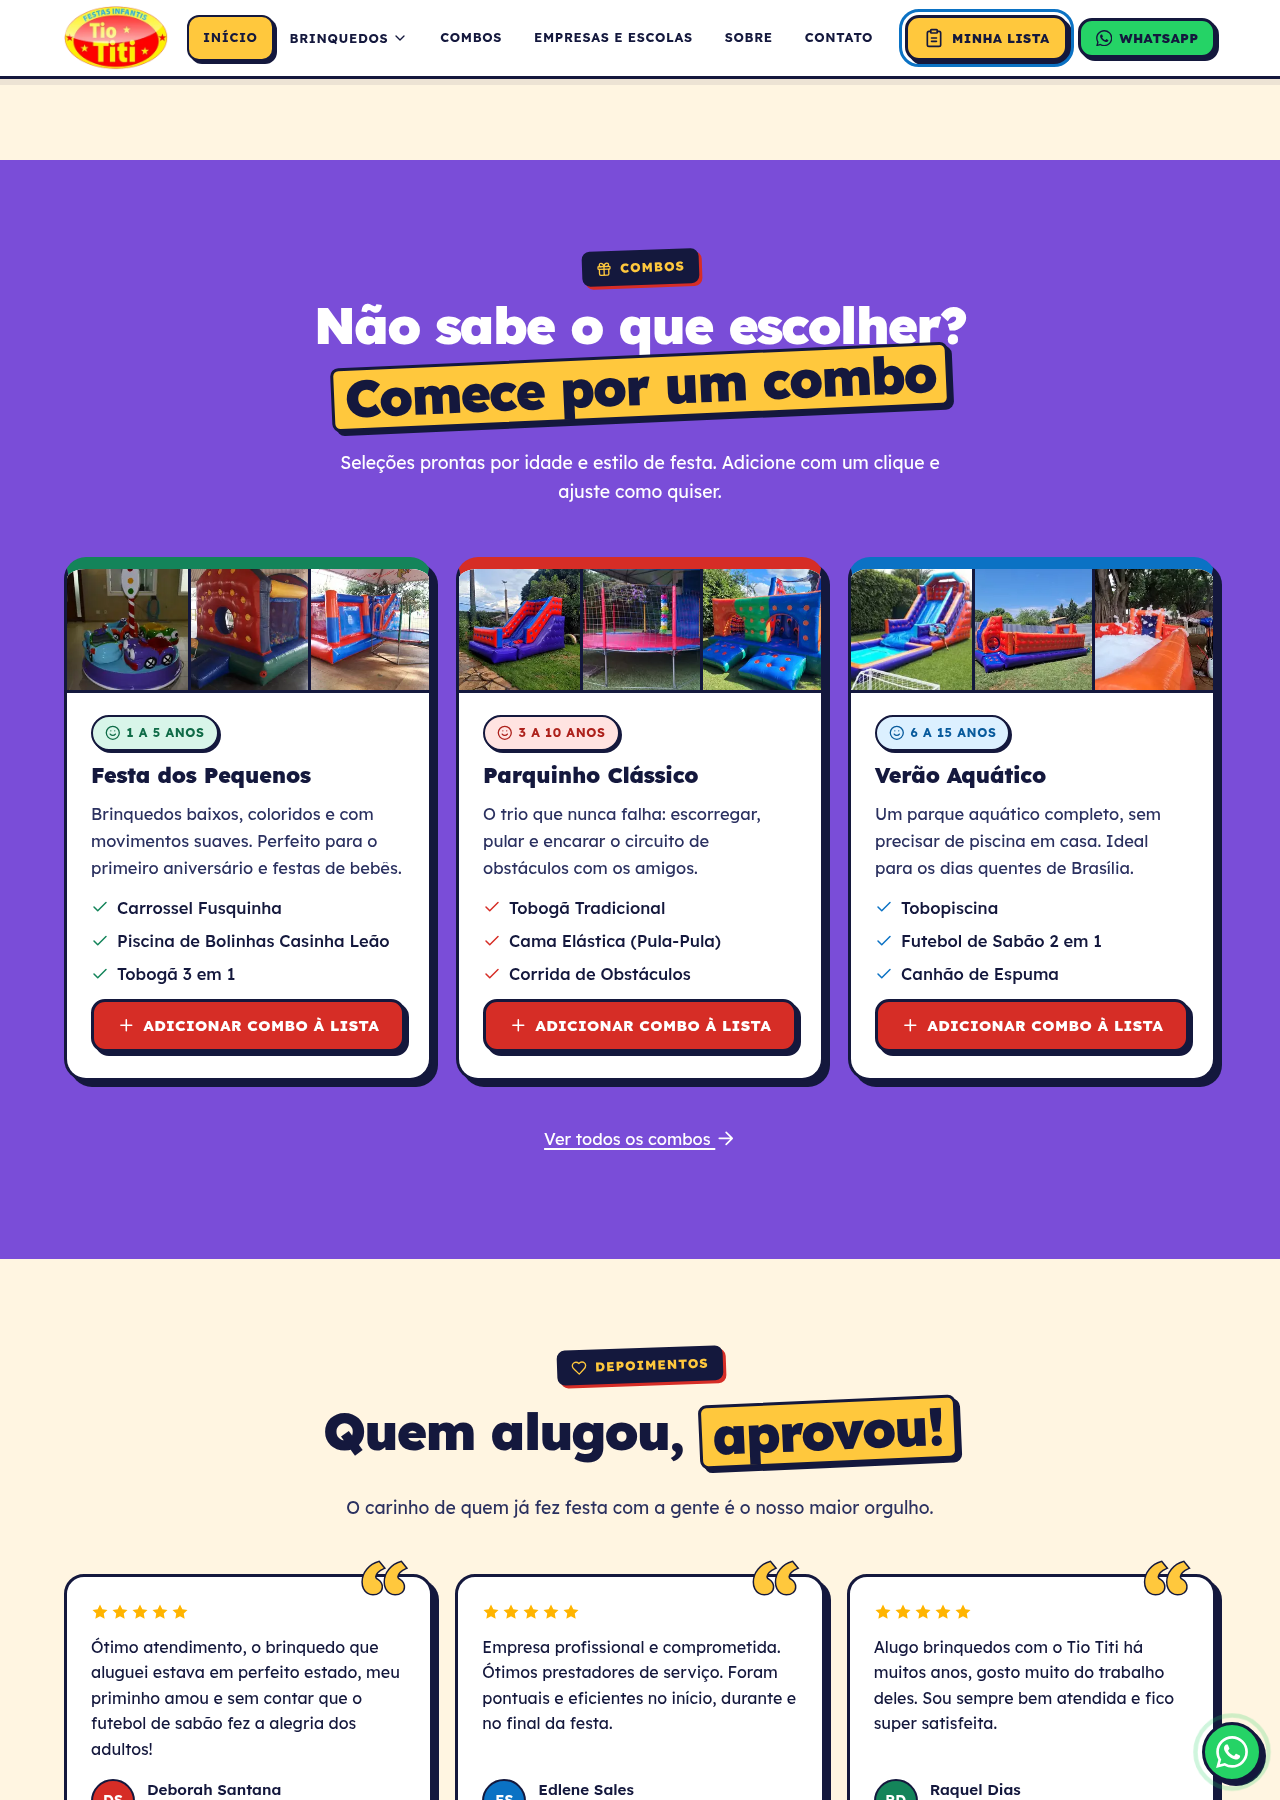 FESTAS INFANTIS
Tio
Titi
INÍCIO
BRINQUEDOS
COMBOS
EMPRESAS E ESCOLAS
SOBRE
CONTATO
MINHA LISTA
WHATSAPP
COMBOS
Não sabe o que escolher?
Comece por um combo
Seleções prontas por idade e estilo de festa. Adicione com um clique e
ajuste como quiser.
1 A 5 ANOS
Festa dos Pequenos
Brinquedos baixos, coloridos e com
movimentos suaves. Perfeito para o
primeiro aniversário e festas de bebês.
Carrossel Fusquinha
Piscina de Bolinhas Casinha Leão
Tobogã 3 em 1
ADICIONAR COMBO À LISTA
3 A 10 ANOS
Parquinho Clássico
O trio que nunca falha: escorregar,
pular e encarar o circuito de
obstáculos com os amigos.
Tobogã Tradicional
Cama Elástica (Pula-Pula)
Corrida de Obstáculos
ADICIONAR COMBO À LISTA
6 A 15 ANOS
Verão Aquático
Um parque aquático completo, sem
precisar de piscina em casa. Ideal
para os dias quentes de Brasília.
Tobopiscina
Futebol de Sabão 2 em 1
Canhão de Espuma
ADICIONAR COMBO À LISTA
Ver todos os combos
DEPOIMENTOS
Quem alugou, aprovou!
O carinho de quem já fez festa com a gente é o nosso maior orgulho.
Ótimo atendimento, o brinquedo que
aluguei estava em perfeito estado, meu
priminho amou e sem contar que o
futebol de sabão fez a alegria dos
adultos!
DS
Deborah Santana
Empresa profissional e comprometida.
Ótimos prestadores de serviço. Foram
pontuais e eficientes no início, durante e
no final da festa.
ES
Edlene Sales
Alugo brinquedos com o Tio Titi há
muitos anos, gosto muito do trabalho
deles. Sou sempre bem atendida e fico
super satisfeita.
RD
Raquel Dias